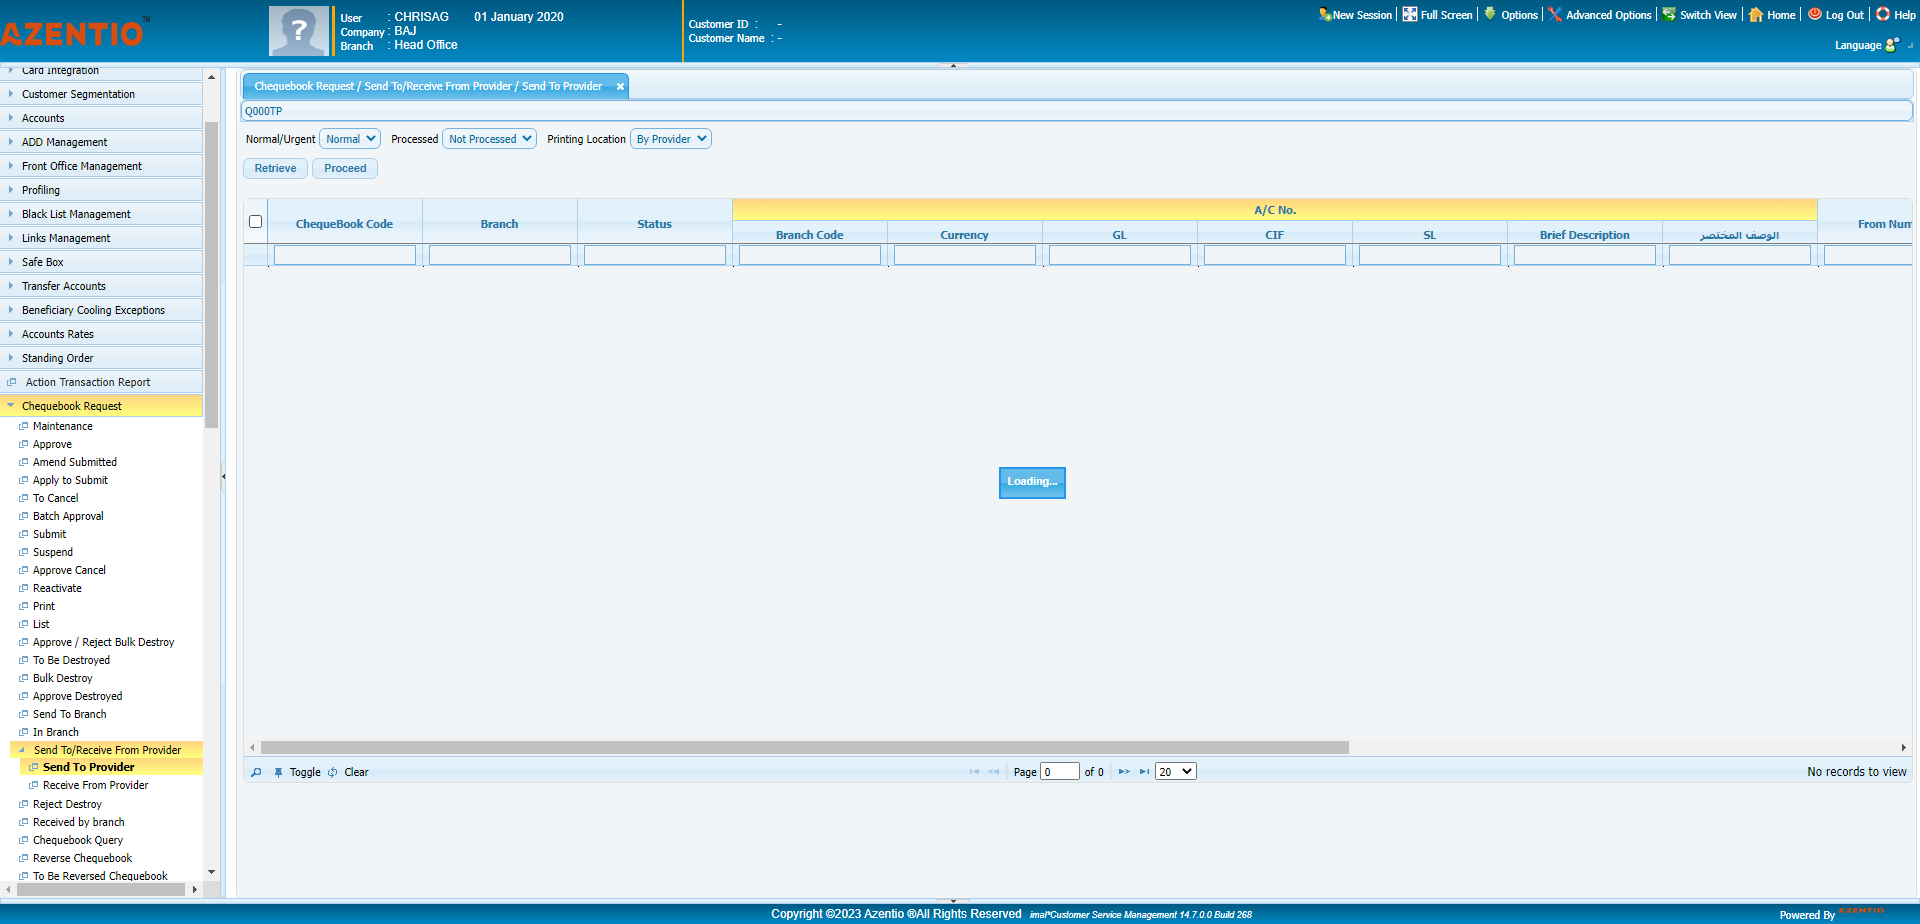 AZENTIO™
User : CHRISAG 01 January 2020
Company : BAJ
Branch : Head Office
Customer ID : -
Customer Name : -
New Session Full Screen Options Advanced Options Switch View Home Log Out Help
Language
Card Integration
Customer Segmentation
Accounts
ADD Management
Front Office Management
Profiling
Black List Management
Links Management
Safe Box
Transfer Accounts
Beneficiary Cooling Exceptions
Accounts Rates
Standing Order
Action Transaction Report
Chequebook Request
Maintenance
Approve
Amend Submitted
Apply to Submit
To Cancel
Batch Approval
Submit
Suspend
Approve Cancel
Reactivate
Print
List
Approve / Reject Bulk Destroy
To Be Destroyed
Bulk Destroy
Approve Destroyed
Send To Branch
In Branch
Send To/Receive From Provider
Send To Provider
Receive From Provider
Reject Destroy
Received by branch
Chequebook Query
Reverse Chequebook
To Be Reversed Chequebook
Chequebook Request / Send To/Receive From Provider / Send To Provider
Q000TP
Normal/Urgent Normal Processed Not Processed Printing Location By Provider
Retrieve Proceed
A/C No.
ChequeBook Code Branch Status Branch Code Currency GL CIF SL Brief Description الوصف المختصر From Num
Loading...
Toggle Clear Page 0 of 0 20 No records to view
Copyright ©2023 Azentio ®All Rights Reserved imal*Customer Service Management 14.7.0.0 Build 268
Powered By AZENTIO